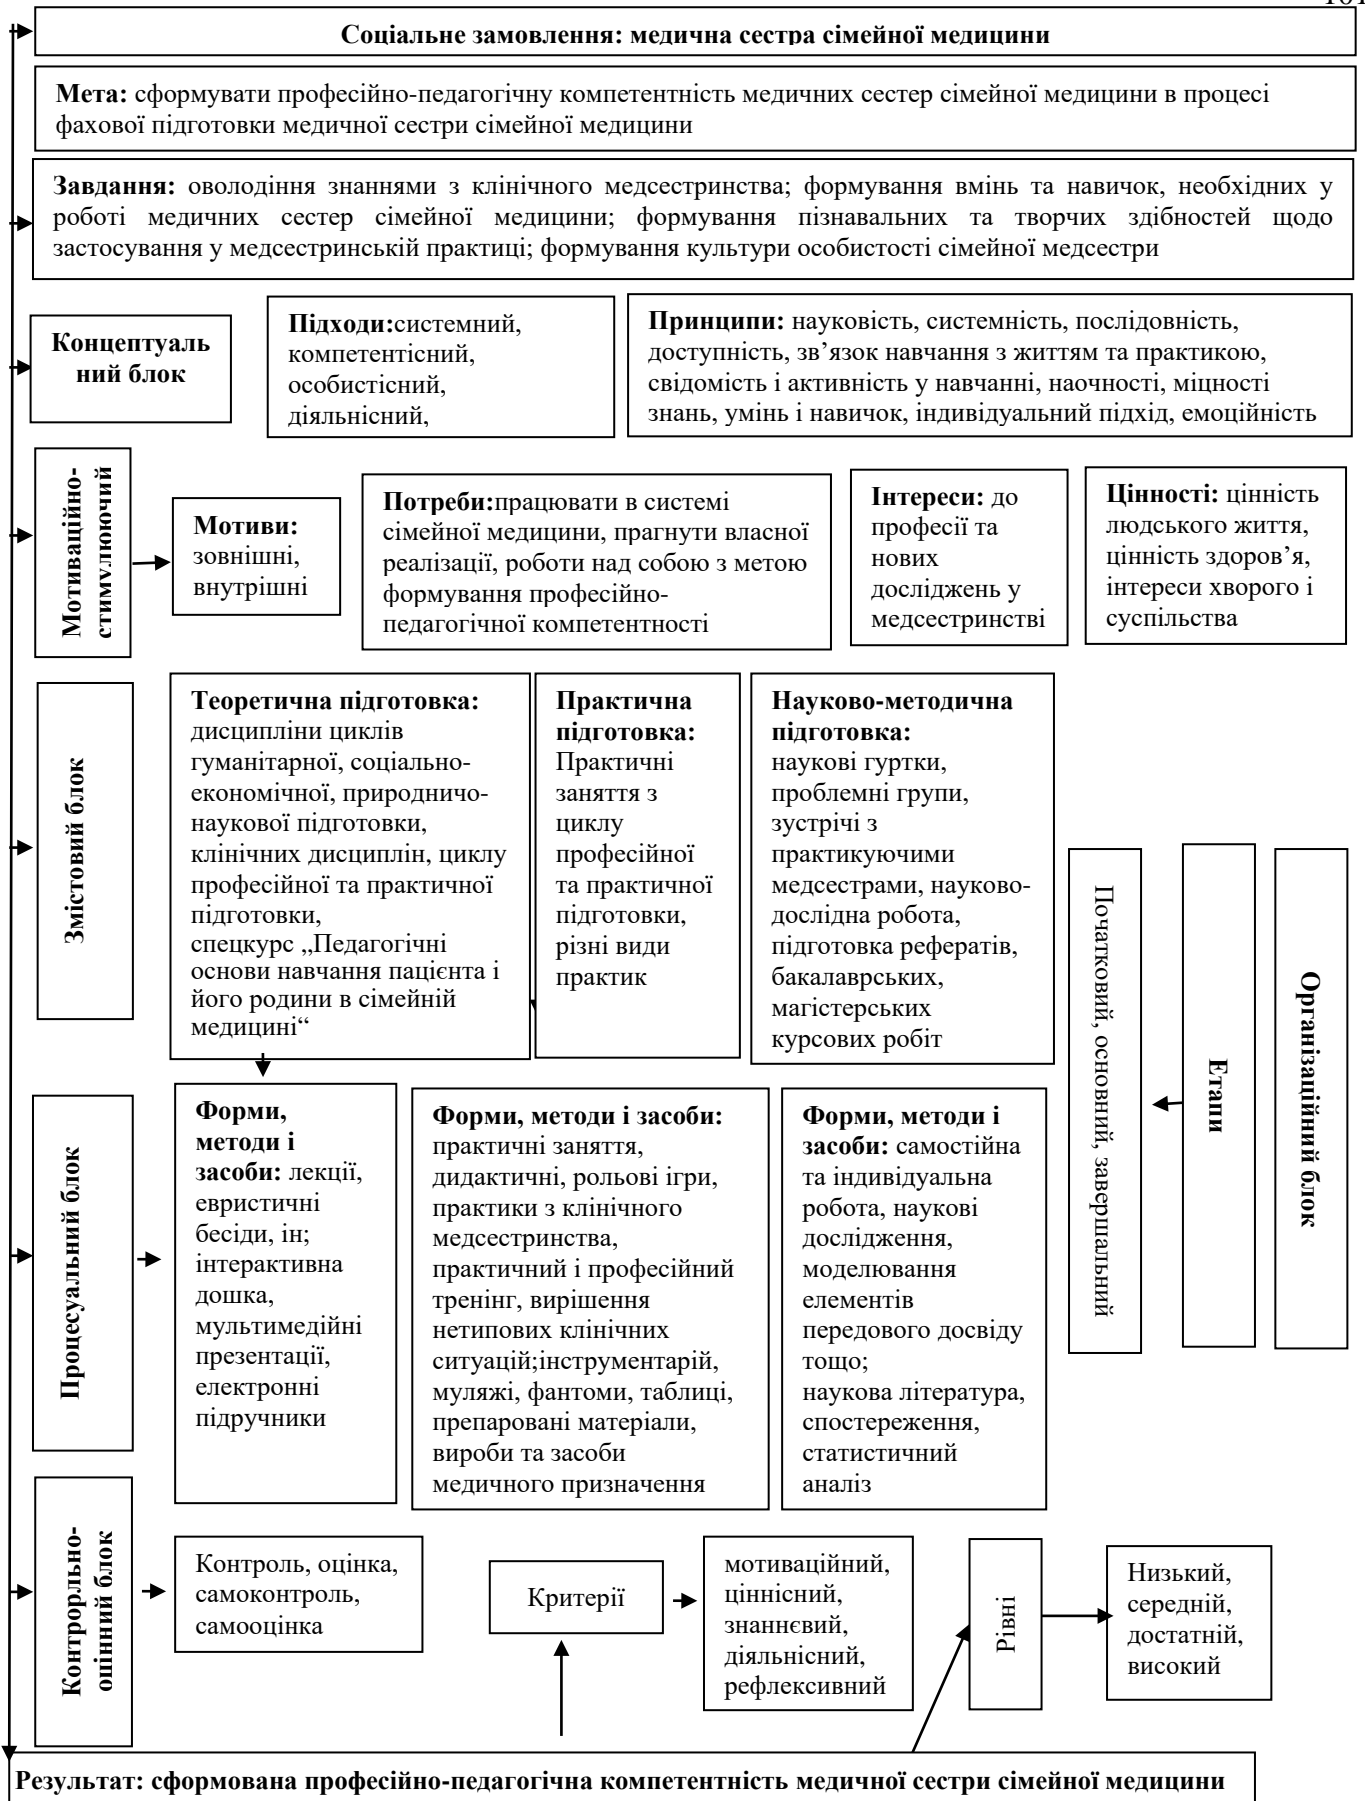 Соціальне замовлення: медична сестра сімейної медицини
Мета: сформувати професійно-педагогічну компетентність медичних сестер сімейної медицини в процесі
фахової підготовки медичної сестри сімейної медицини
Завдання: оволодіння знаннями з клінічного медсестринства; формування вмінь та навичок, необхідних у
роботі медичних сестер сімейної медицини; формування пізнавальних та творчих здібностей щодо
застосування у медсестринській практиці; формування культури особистості сімейної медсестри
Концептуаль
ний блок
Підходи:системний,
компетентісний,
особистісний,
діяльнісний,
Принципи: науковість, системність, послідовність,
доступність, зв’язок навчання з життям та практикою,
свідомість і активність у навчанні, наочності, міцності
знань, умінь і навичок, індивідуальний підхід, емоційність
Мотиваційно-
стимулюючий
Мотиви:
зовнішні,
внутрішні
Потреби:працювати в системі
сімейної медицини, прагнути власної
реалізації, роботи над собою з метою
формування професійно-
педагогічної компетентності
Інтереси: до
професії та
нових
досліджень у
медсестринстві
Цінності: цінність
людського життя,
цінність здоров’я,
інтереси хворого і
суспільства
Змістовий блок
Теоретична підготовка:
дисципліни циклів
гуманітарної, соціально-
економічної, природничо-
наукової підготовки,
клінічних дисциплін, циклу
професійної та практичної
підготовки,
спецкурс „Педагогічні
основи навчання пацієнта і
його родини в сімейній
медицині“
Практична
підготовка:
Практичні
заняття з
циклу
професійної
та практичної
підготовки,
різні види
практик
Науково-методична
підготовка:
наукові гуртки,
проблемні групи,
зустрічі з
практикуючими
медсестрами, науково-
дослідна робота,
підготовка рефератів,
бакалаврських,
магістерських
курсових робіт
Початковий, основний, завершальний
Етапи
Організаційний блок
Процесуальний блок
Форми,
методи і
засоби: лекції,
евристичні
бесіди, ін;
інтерактивна
дошка,
мультимедійні
презентації,
електронні
підручники
Форми, методи і засоби:
практичні заняття,
дидактичні, рольові ігри,
практики з клінічного
медсестринства,
практичний і професійний
тренінг, вирішення
нетипових клінічних
ситуацій;інструментарій,
муляжі, фантоми, таблиці,
препаровані матеріали,
вироби та засоби
медичного призначення
Форми, методи і
засоби: самостійна
та індивідуальна
робота, наукові
дослідження,
моделювання
елементів
передового досвіду
тощо;
наукова література,
спостереження,
статистичний
аналіз
Контрорльно-
оцінний блок
Контроль, оцінка,
самоконтроль,
самооцінка
Критерії
мотиваційний,
ціннісний,
знаннєвий,
діяльнісний,
рефлексивний
Рівні
Низький,
середній,
достатній,
високий
Результат: сформована професійно-педагогічна компетентність медичної сестри сімейної медицини